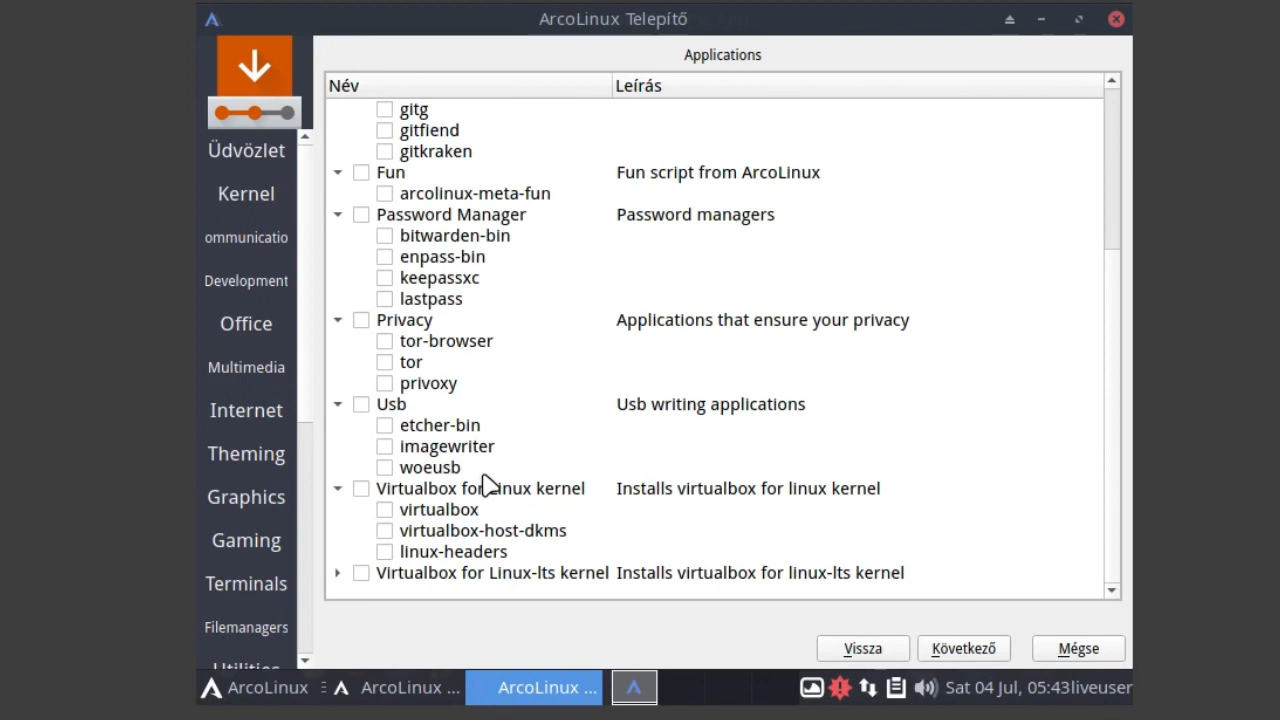 ArcoLinux Telepítő
Applications
Név Leírás
gitg
gitfiend
gitkraken
Fun Fun script from ArcoLinux
arcolinux-meta-fun
Password Manager Password managers
bitwarden-bin
enpass-bin
keepassxc
lastpass
Privacy Applications that ensure your privacy
tor-browser
tor
privoxy
Usb Usb writing applications
etcher-bin
imagewriter
woeusb
Virtualbox for Linux kernel Installs virtualbox for linux kernel
virtualbox
virtualbox-host-dkms
linux-headers
Virtualbox for Linux-lts kernel Installs virtualbox for linux-lts kernel
Üdvözlet
Kernel
ommunicatio
Development
Office
Multimedia
Internet
Theming
Graphics
Gaming
Terminals
Filemanagers
Utilities
Vissza Következő Mégse
ArcoLinux ArcoLinux ... ArcoLinux ... Sat 04 Jul, 05:43liveuser